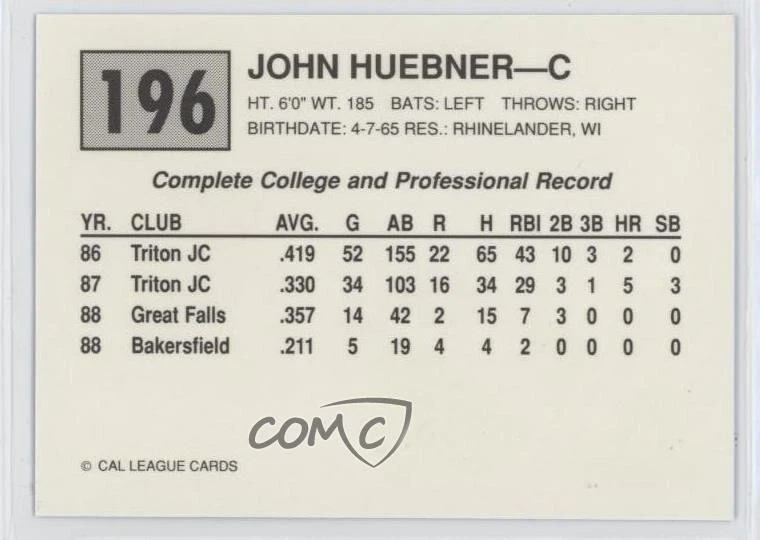 196
JOHN HUEBNER—C
HT. 6'0" WT. 185 BATS: LEFT THROWS: RIGHT
BIRTHDATE: 4-7-65 RES.: RHINELANDER, WI
Complete College and Professional Record
YR. CLUB AVG. G AB R H RBI 2B 3B HR SB
86 Triton JC .419 52 155 22 65 43 10 3 2 0
87 Triton JC .330 34 103 16 34 29 3 1 5 3
88 Great Falls .357 14 42 2 15 7 3 0 0 0
88 Bakersfield .211 5 19 4 4 2 0 0 0 0
COMC
© CAL LEAGUE CARDS